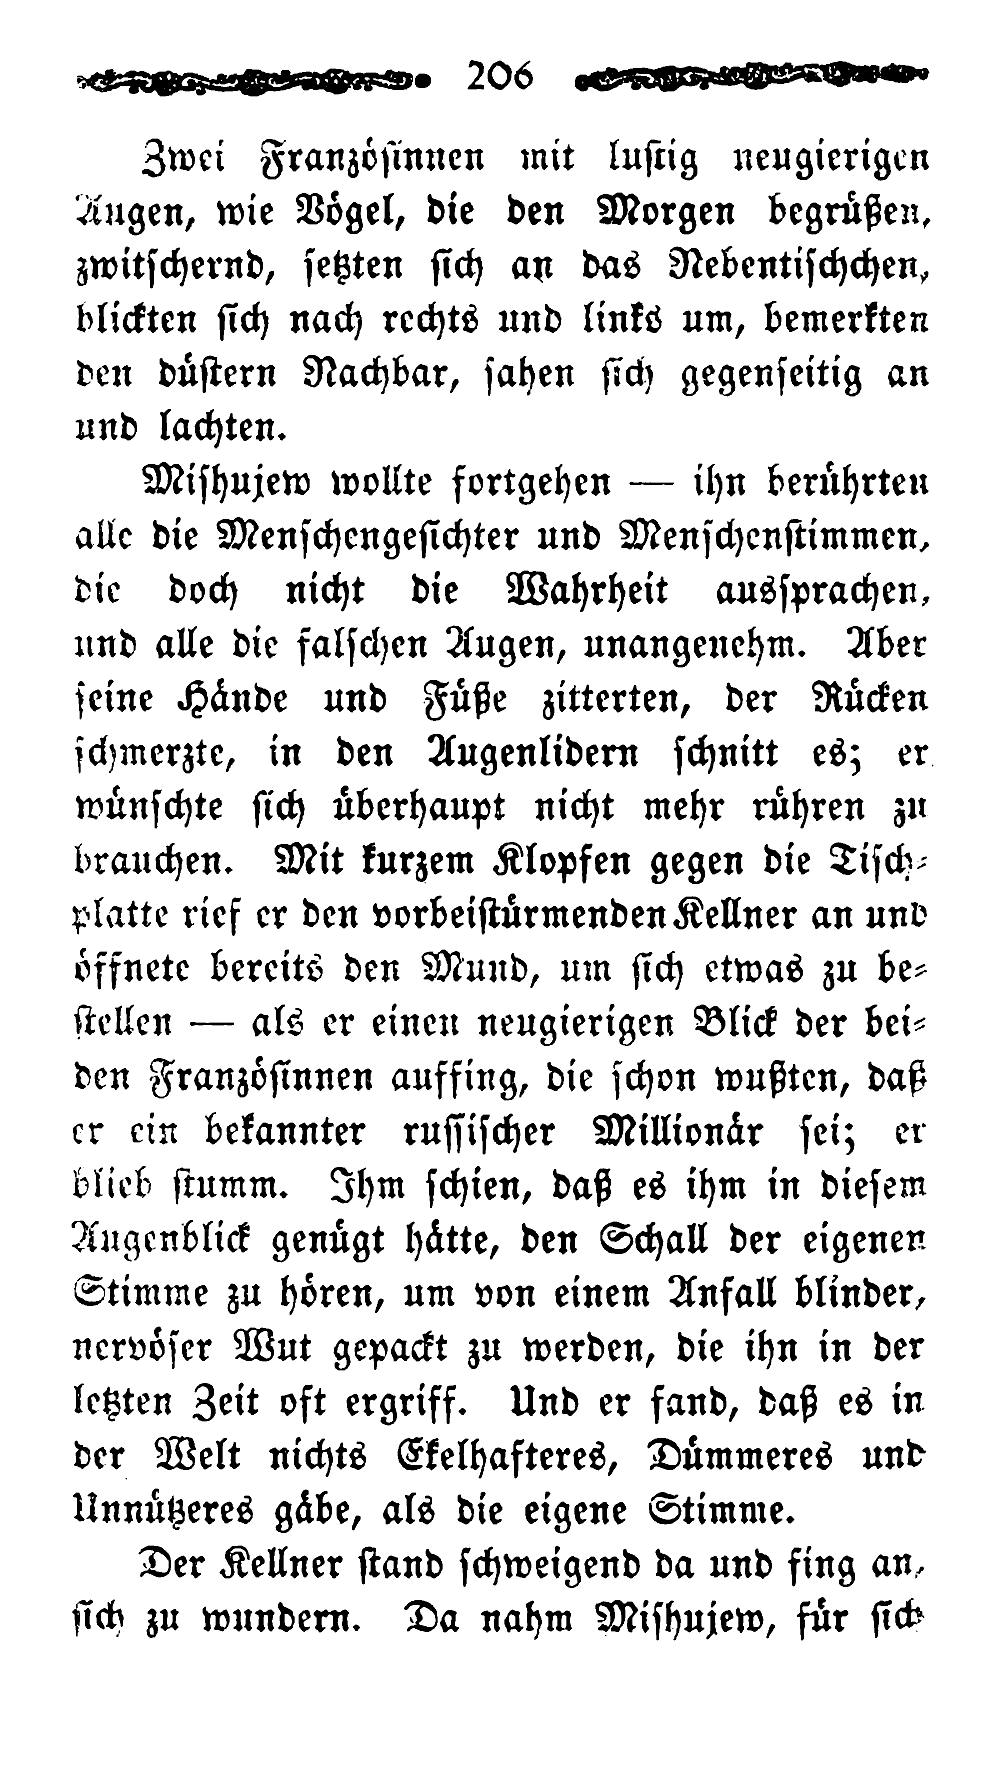 206
Zwei Französinnen mit lustig neugierigen
Augen, wie Vögel, die den Morgen begrüßen,
zwitschernd, setzten sich an das Nebentischchen,
blickten sich nach rechts und links um, bemerkten
den düstern Nachbar, sahen sich gegenseitig an
und lachten.
Mishujew wollte fortgehen — ihn berührten
alle die Menschengesichter und Menschenstimmen,
die doch nicht die Wahrheit aussprachen,
und alle die falschen Augen, unangenehm. Aber
seine Hände und Füße zitterten, der Rücken
schmerzte, in den Augenlidern schnitt es; er
wünschte sich überhaupt nicht mehr rühren zu
brauchen. Mit kurzem Klopfen gegen die Tisch-
platte rief er den vorbeistürmenden Kellner an und
öffnete bereits den Mund, um sich etwas zu be-
stellen — als er einen neugierigen Blick der bei-
den Französinnen auffing, die schon wußten, daß
er ein bekannter russischer Millionär sei; er
blieb stumm. Ihm schien, daß es ihm in diesem
Augenblick genügt hätte, den Schall der eigenen
Stimme zu hören, um von einem Anfall blinder,
nervöser Wut gepackt zu werden, die ihn in der
letzten Zeit oft ergriff. Und er fand, daß es in
der Welt nichts Ekelhafteres, Dümmeres und
Unnützeres gäbe, als die eigene Stimme.
Der Kellner stand schweigend da und fing an,
sich zu wundern. Da nahm Mishujew, für sich